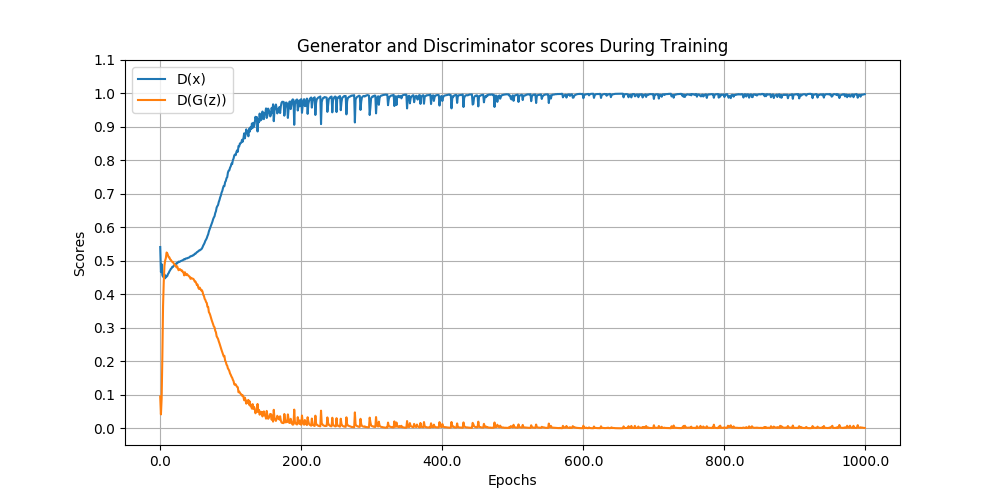 Generator and Discriminator scores During Training
D(x)
D(G(z))
1.1
1.0
0.9
0.8
0.7
0.6
0.5
0.4
0.3
0.2
0.1
0.0
Scores
0.0 200.0 400.0 600.0 800.0 1000.0
Epochs